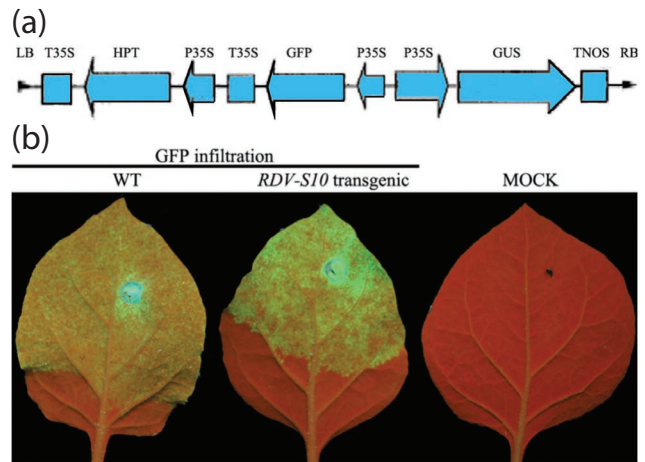 (a)
LB T35S HPT P35S T35S GFP P35S P35S GUS TNOS RB
(b)
GFP infiltration
WT RDV-S10 transgenic MOCK